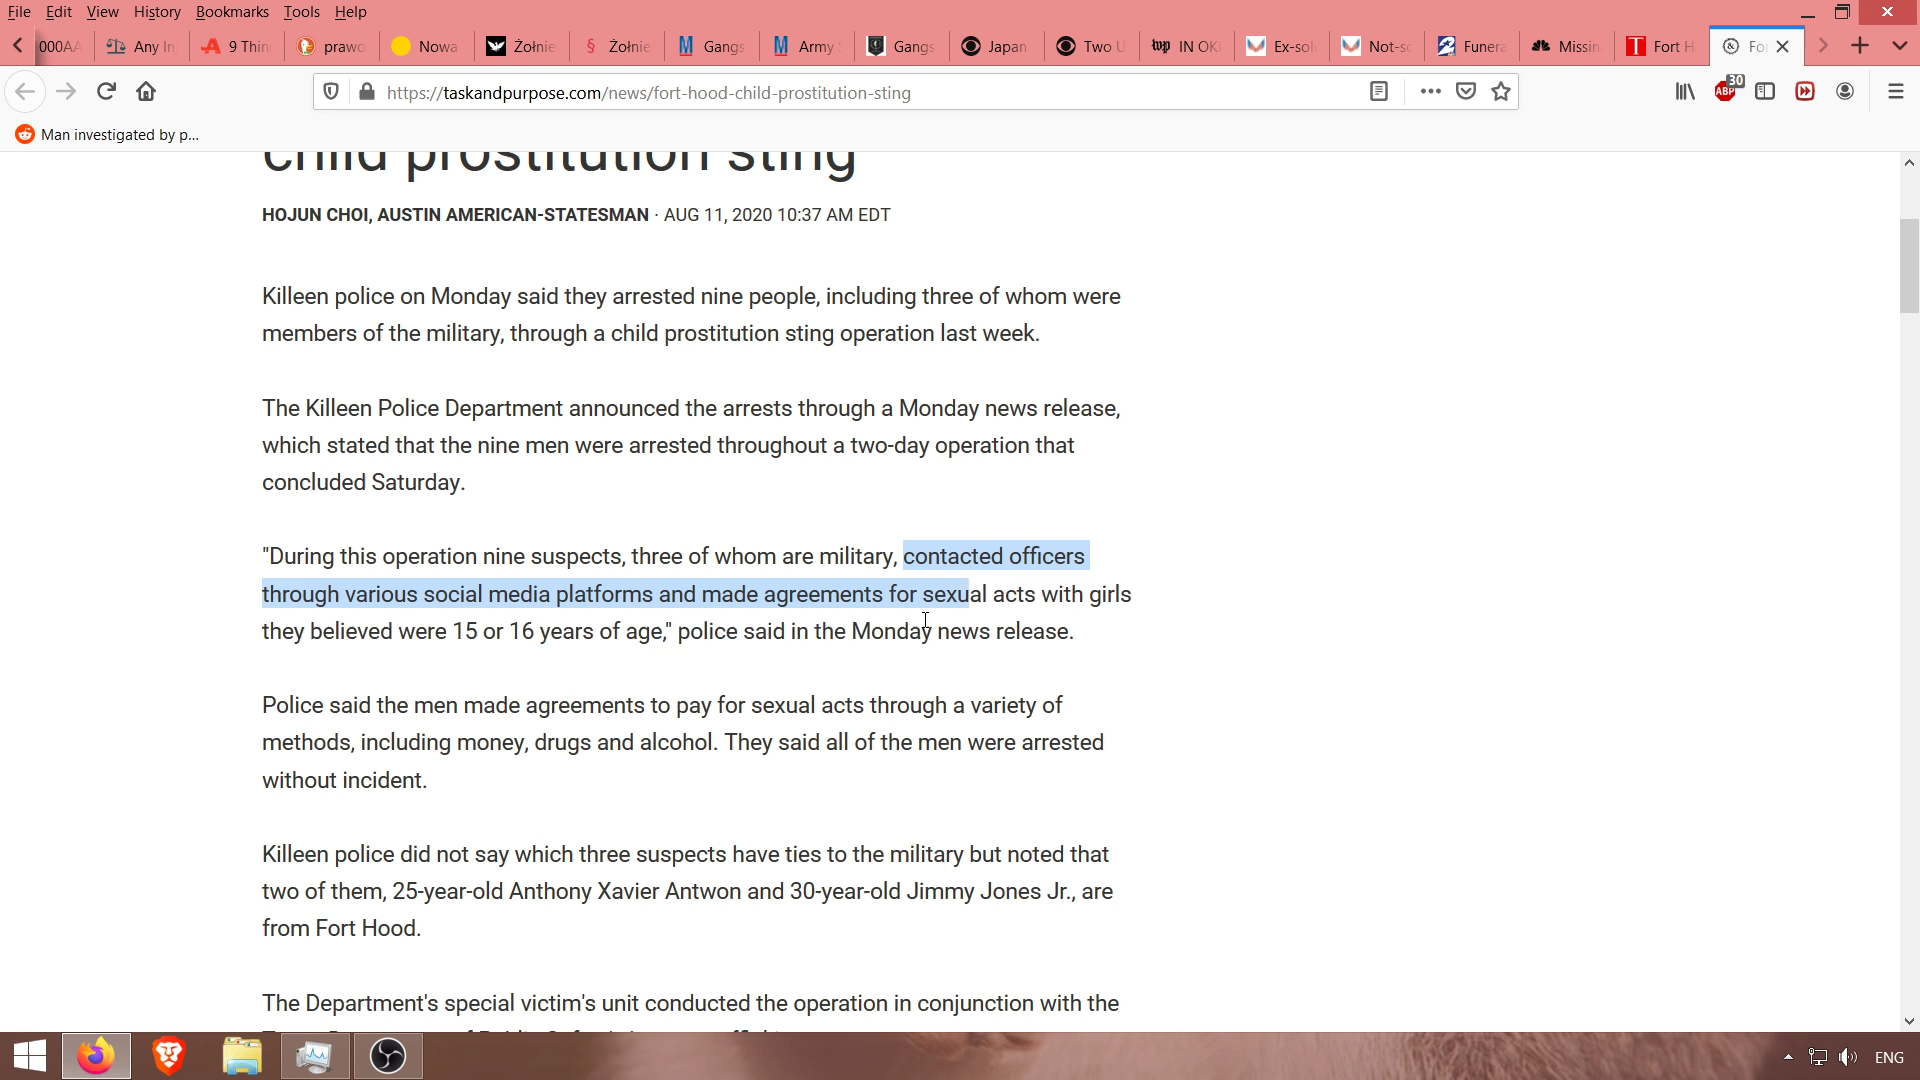 File Edit View History Bookmarks Tools Help
000AA Any In 9 Thin prawo Nowa Żołnie Żołnie Gangs Army Gangs Japan Two U IN OK Ex-sol Not-so Funera Missin Fort H Fo
https://taskandpurpose.com/news/fort-hood-child-prostitution-sting
ABP 30
Man investigated by p...
child prostitution sting
HOJUN CHOI, AUSTIN AMERICAN-STATESMAN · AUG 11, 2020 10:37 AM EDT
Killeen police on Monday said they arrested nine people, including three of whom were
members of the military, through a child prostitution sting operation last week.
The Killeen Police Department announced the arrests through a Monday news release,
which stated that the nine men were arrested throughout a two-day operation that
concluded Saturday.
"During this operation nine suspects, three of whom are military, contacted officers
through various social media platforms and made agreements for sexual acts with girls
they believed were 15 or 16 years of age," police said in the Monday news release.
Police said the men made agreements to pay for sexual acts through a variety of
methods, including money, drugs and alcohol. They said all of the men were arrested
without incident.
Killeen police did not say which three suspects have ties to the military but noted that
two of them, 25-year-old Anthony Xavier Antwon and 30-year-old Jimmy Jones Jr., are
from Fort Hood.
The Department's special victim's unit conducted the operation in conjunction with the
ENG